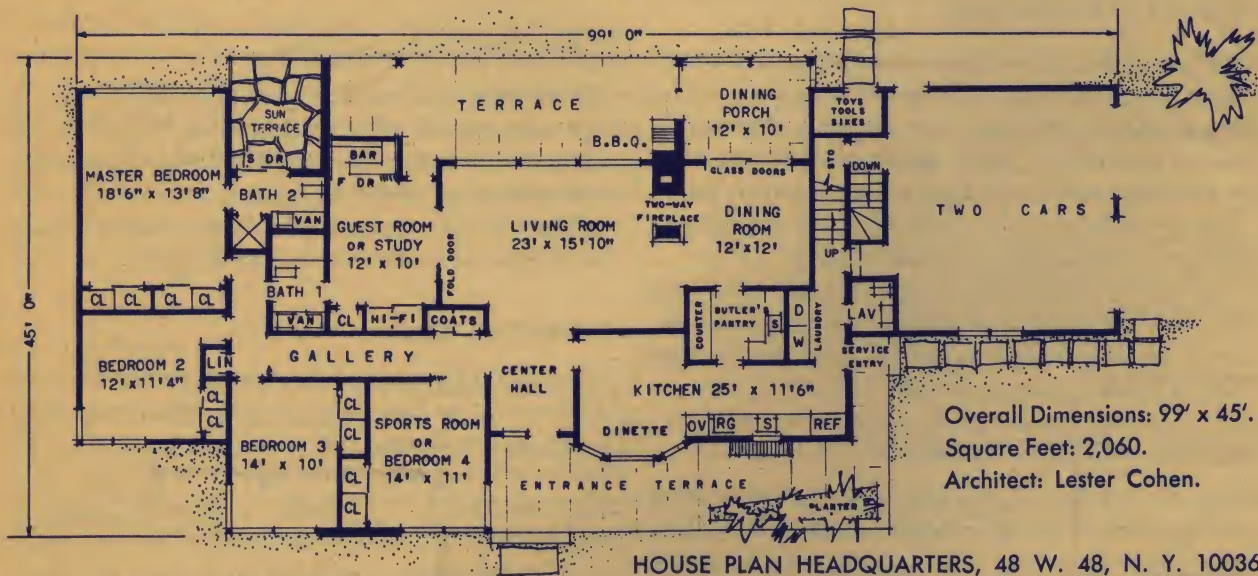 99' 0"
45' 0"
TERRACE
DINING
PORCH
12' x 10'
TOYS
TOOLS
BIKES
SUN
TERRACE
S DR
BAR
F DR
B.B.Q.
GLASS DOORS
STO
DOWN
UP
MASTER BEDROOM
18'6" x 13'8"
BATH 2
VAN
GUEST ROOM
OR STUDY
12' x 10'
FOLD DOOR
LIVING ROOM
23' x 15'10"
TWO-WAY
FIREPLACE
DINING
ROOM
12'x12'
TWO CARS
CL CL CL CL
BATH 1
VAN
CL
HI-FI
COATS
COUNTER
BUTLER'S
PANTRY
S
D
W
LAUNDRY
LAV
SERVICE
ENTRY
BEDROOM 2
12'x11'4"
LIN
CL
CL
GALLERY
CENTER
HALL
KITCHEN 25' x 11'6"
DINETTE
OV RG S REF
BEDROOM 3
14' x 10'
CL
CL
CL
CL
SPORTS ROOM
OR
BEDROOM 4
14' x 11'
ENTRANCE TERRACE
PLANTER
Overall Dimensions: 99' x 45'.
Square Feet: 2,060.
Architect: Lester Cohen.
HOUSE PLAN HEADQUARTERS, 48 W. 48, N. Y. 10036